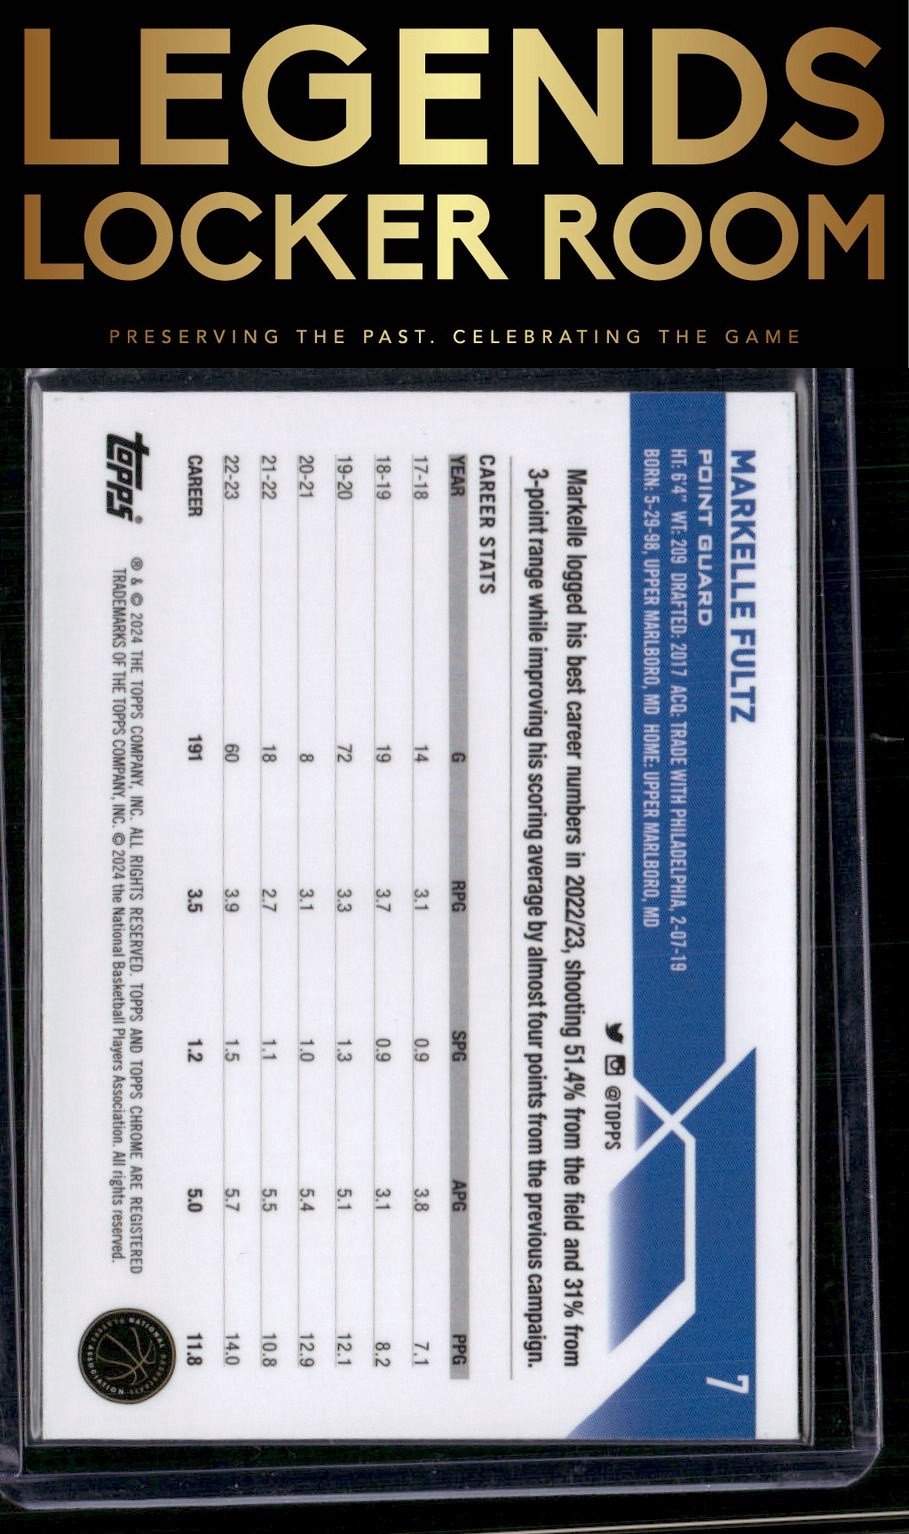 LEGENDS
LOCKER ROOM
PRESERVING THE PAST. CELEBRATING THE GAME
MARKELLE FULTZ
7
POINT GUARD
HT: 6'4" WT: 209 DRAFTED: 2017 ACQ: TRADE WITH PHILADELPHIA, 2-07-19
BORN: 5-29-98, UPPER MARLBORO, MD HOME: UPPER MARLBORO, MD
@TOPPS
Markelle logged his best career numbers in 2022/23, shooting 51.4% from the field and 31% from
3-point range while improving his scoring average by almost four points from the previous campaign.
CAREER STATS
YEAR G RPG SPG APG PPG
17-18 14 3.1 0.9 3.8 7.1
18-19 19 3.7 0.9 3.1 8.2
19-20 72 3.3 1.3 5.1 12.1
20-21 8 3.1 1.0 5.4 12.9
21-22 18 2.7 1.1 5.5 10.8
22-23 60 3.9 1.5 5.7 14.0
CAREER 191 3.5 1.2 5.0 11.8
topps®
® & © 2024 THE TOPPS COMPANY, INC. ALL RIGHTS RESERVED. TOPPS AND TOPPS CHROME ARE REGISTERED
TRADEMARKS OF THE TOPPS COMPANY, INC. © 2024 the National Basketball Players Association. All rights reserved.